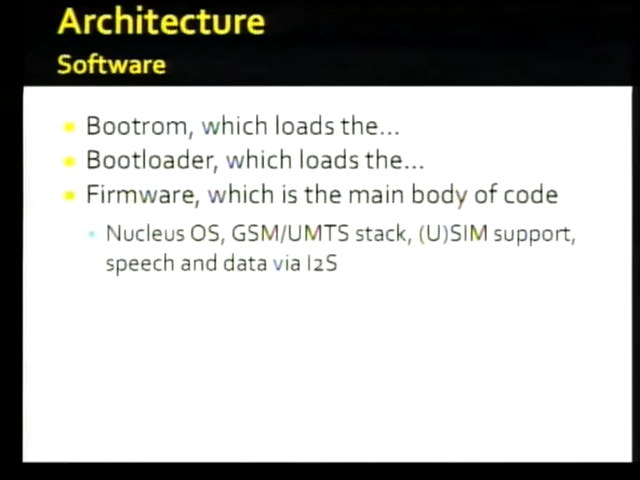 Architecture
Software
Bootrom, which loads the...
Bootloader, which loads the...
Firmware, which is the main body of code
Nucleus OS, GSM/UMTS stack, (U)SIM support,
speech and data via I2S